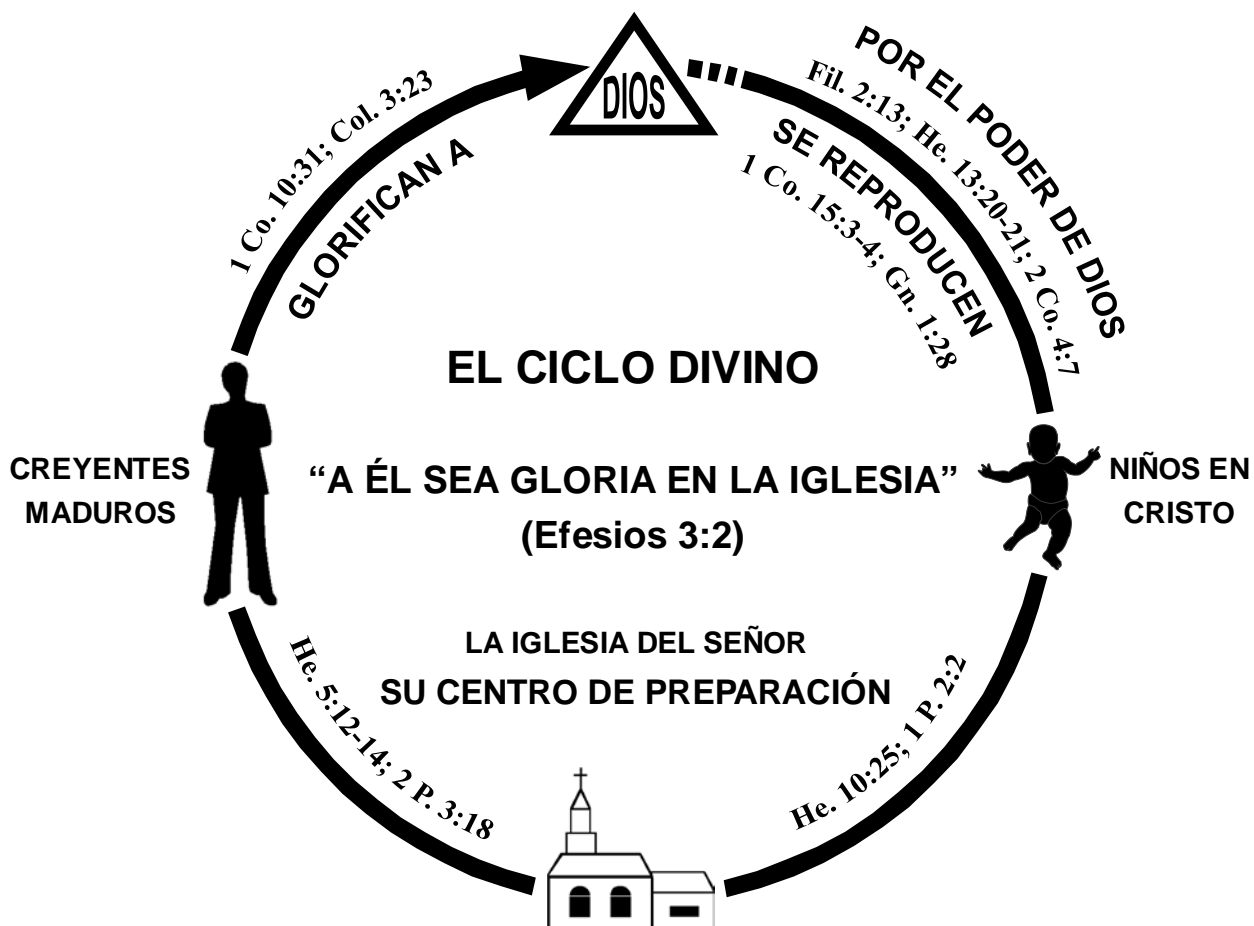 DIOS
POR EL PODER DE DIOS
Fil. 2:13; He. 13:20-21; 2 Co. 4:7
SE REPRODUCEN
1 Co. 15:3-4; Gn. 1:28
1 Co. 10:31; Col. 3:23
GLORIFICAN A
EL CICLO DIVINO
CREYENTES
MADUROS
“A ÉL SEA GLORIA EN LA IGLESIA”
(Efesios 3:2)
NIÑOS EN
CRISTO
LA IGLESIA DEL SEÑOR
SU CENTRO DE PREPARACIÓN
He. 5:12-14; 2 P. 3:18
He. 10:25; 1 P. 2:2